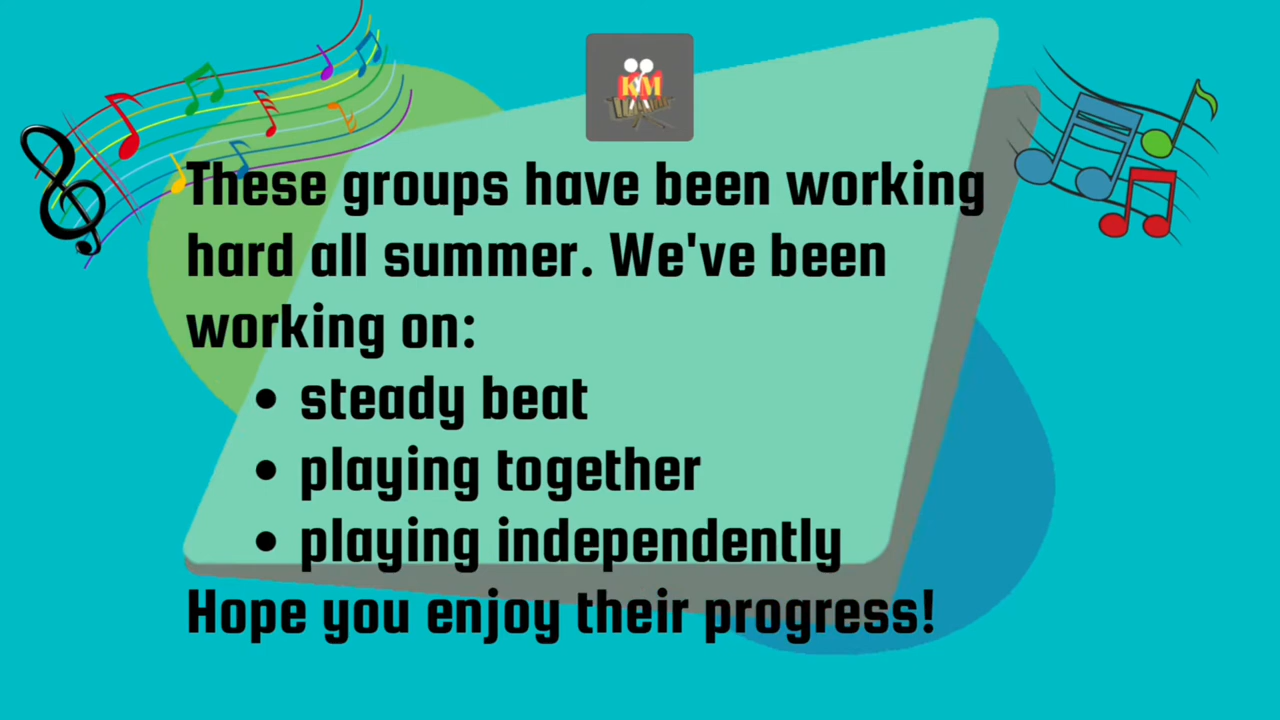 KM
These groups have been working
hard all summer. We've been
working on:
• steady beat
• playing together
• playing independently
Hope you enjoy their progress!